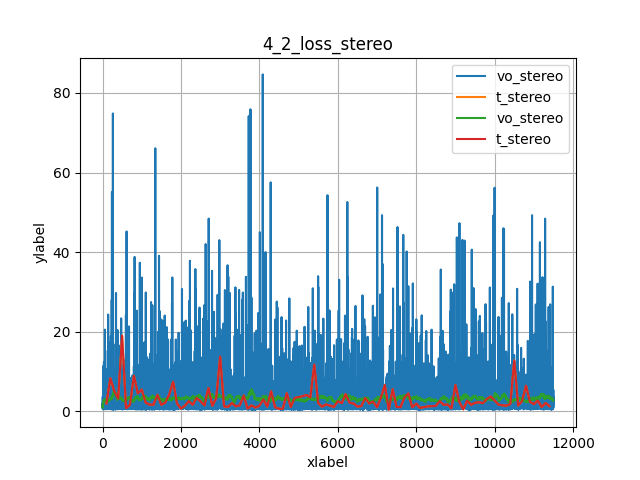 4_2_loss_stereo
vo_stereo
t_stereo
vo_stereo
t_stereo
80
60
40
20
0
ylabel
0 2000 4000 6000 8000 10000 12000
xlabel